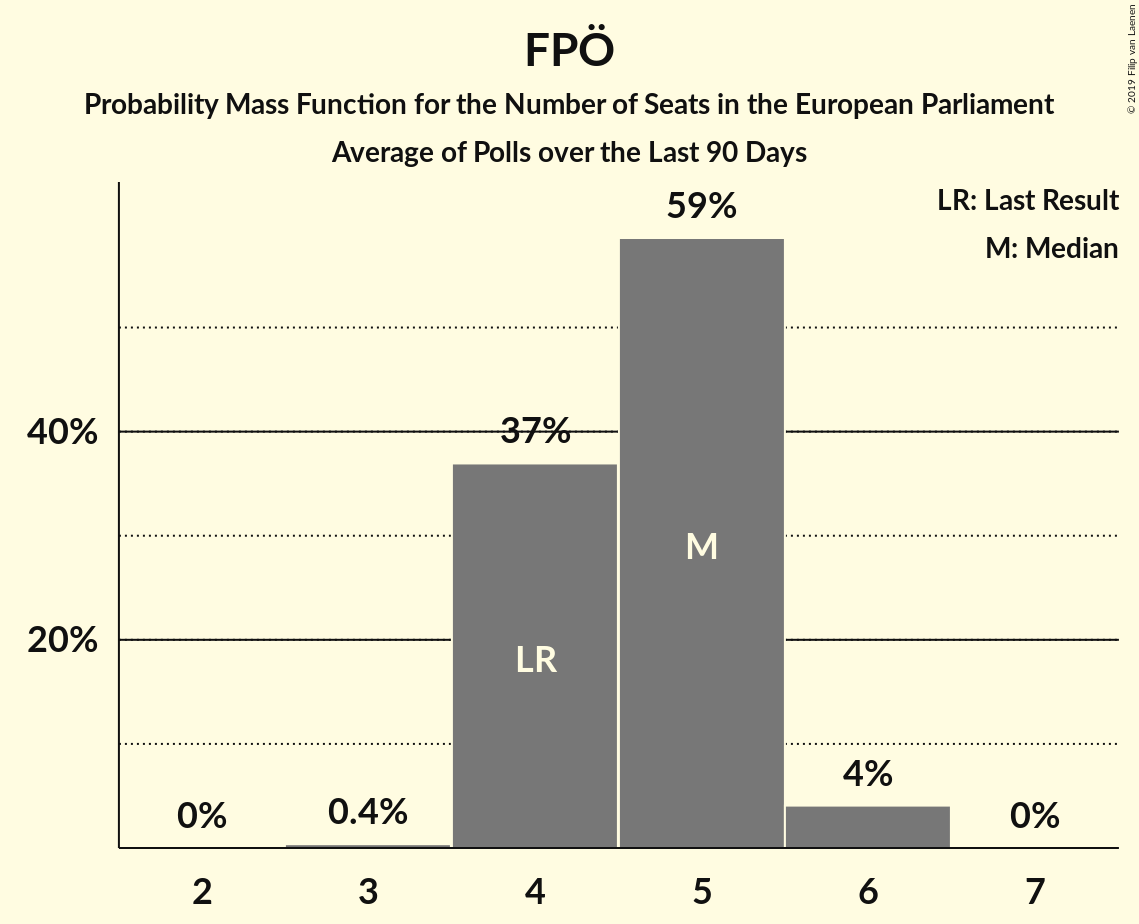 FPÖ
Probability Mass Function for the Number of Seats in the European Parliament
Average of Polls over the Last 90 Days
© 2019 Filip van Laenen
LR: Last Result
M: Median
59%
40%
37%
M
20%
LR
4%
0%
0.4%
0%
2 3 4 5 6 7